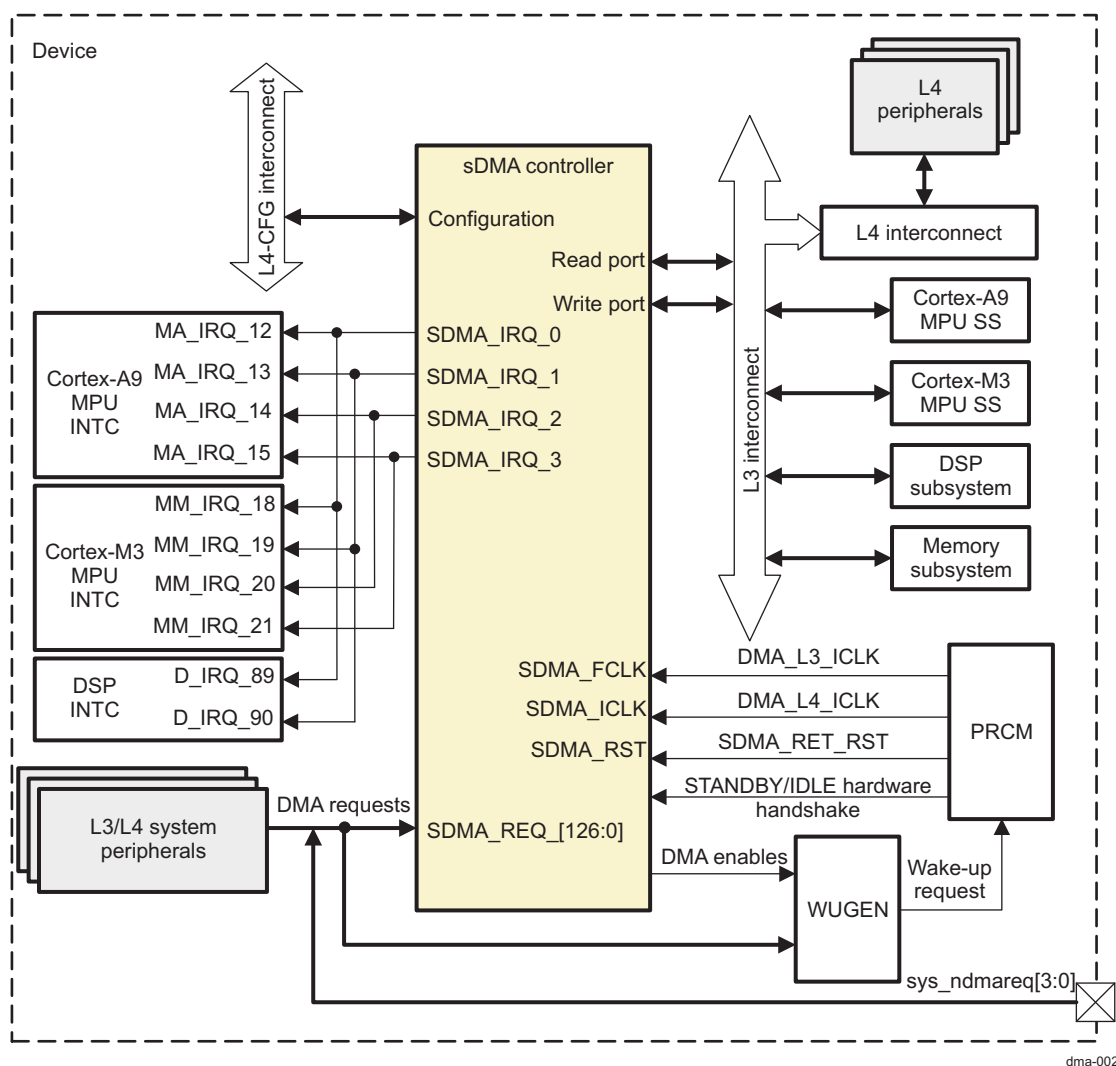 Device
L4-CFG interconnect
L4
peripherals
sDMA controller
Configuration
Read port
Write port
L3 interconnect
L4 interconnect
Cortex-A9
MPU SS
Cortex-M3
MPU SS
DSP
subsystem
Memory
subsystem
Cortex-A9
MPU
INTC
MA_IRQ_12
MA_IRQ_13
MA_IRQ_14
MA_IRQ_15
SDMA_IRQ_0
SDMA_IRQ_1
SDMA_IRQ_2
SDMA_IRQ_3
Cortex-M3
MPU
INTC
MM_IRQ_18
MM_IRQ_19
MM_IRQ_20
MM_IRQ_21
DSP
INTC
D_IRQ_89
D_IRQ_90
SDMA_FCLK
SDMA_ICLK
SDMA_RST
DMA_L3_ICLK
DMA_L4_ICLK
SDMA_RET_RST
STANDBY/IDLE hardware
handshake
PRCM
L3/L4 system
peripherals
DMA requests
SDMA_REQ_[126:0]
DMA enables
WUGEN
Wake-up
request
sys_ndmareq[3:0]
dma-002